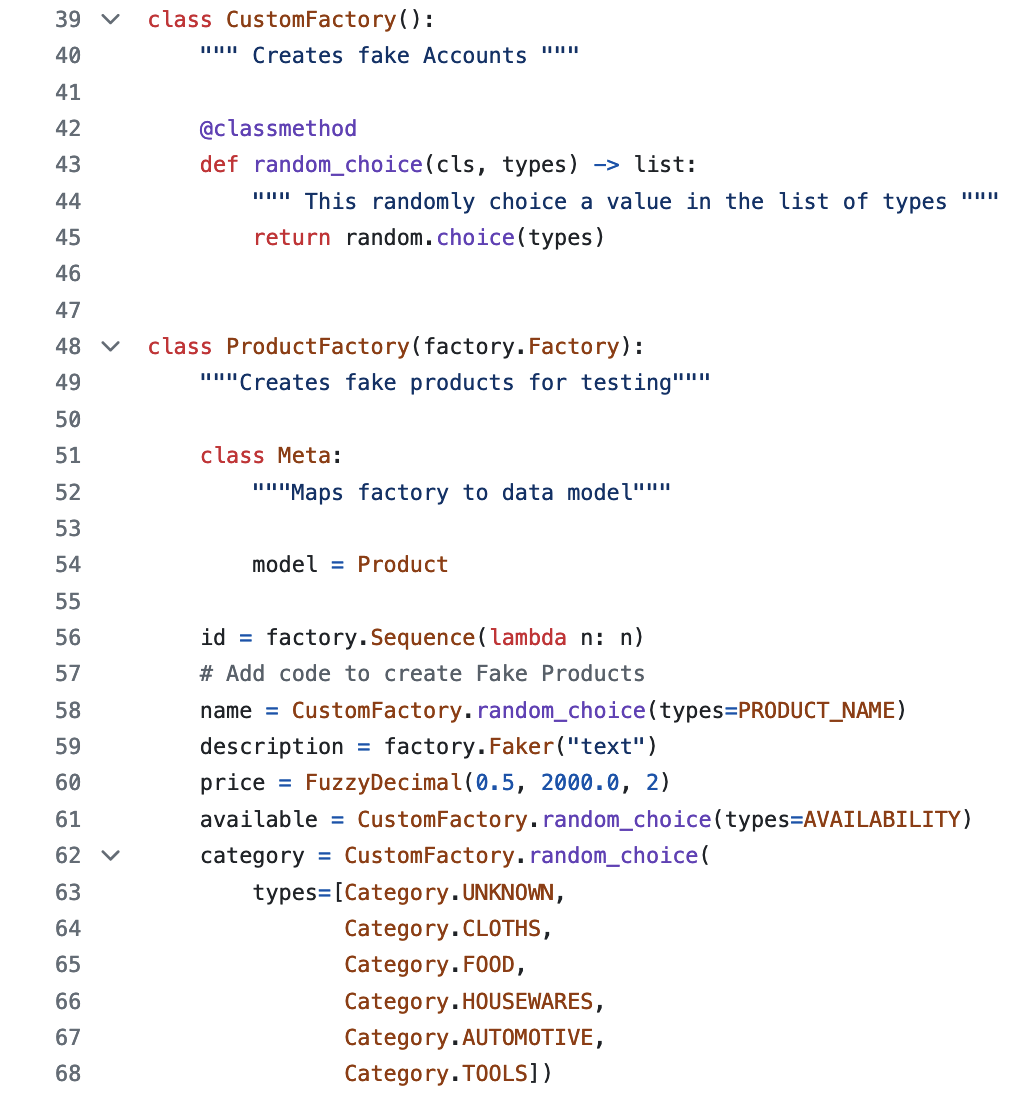 39 class CustomFactory():
40     """ Creates fake Accounts """
41
42     @classmethod
43     def random_choice(cls, types) -> list:
44         """ This randomly choice a value in the list of types """
45         return random.choice(types)
46
47
48 class ProductFactory(factory.Factory):
49     """Creates fake products for testing"""
50
51     class Meta:
52         """Maps factory to data model"""
53
54         model = Product
55
56     id = factory.Sequence(lambda n: n)
57     # Add code to create Fake Products
58     name = CustomFactory.random_choice(types=PRODUCT_NAME)
59     description = factory.Faker("text")
60     price = FuzzyDecimal(0.5, 2000.0, 2)
61     available = CustomFactory.random_choice(types=AVAILABILITY)
62     category = CustomFactory.random_choice(
63         types=[Category.UNKNOWN,
64                Category.CLOTHS,
65                Category.FOOD,
66                Category.HOUSEWARES,
67                Category.AUTOMOTIVE,
68                Category.TOOLS])